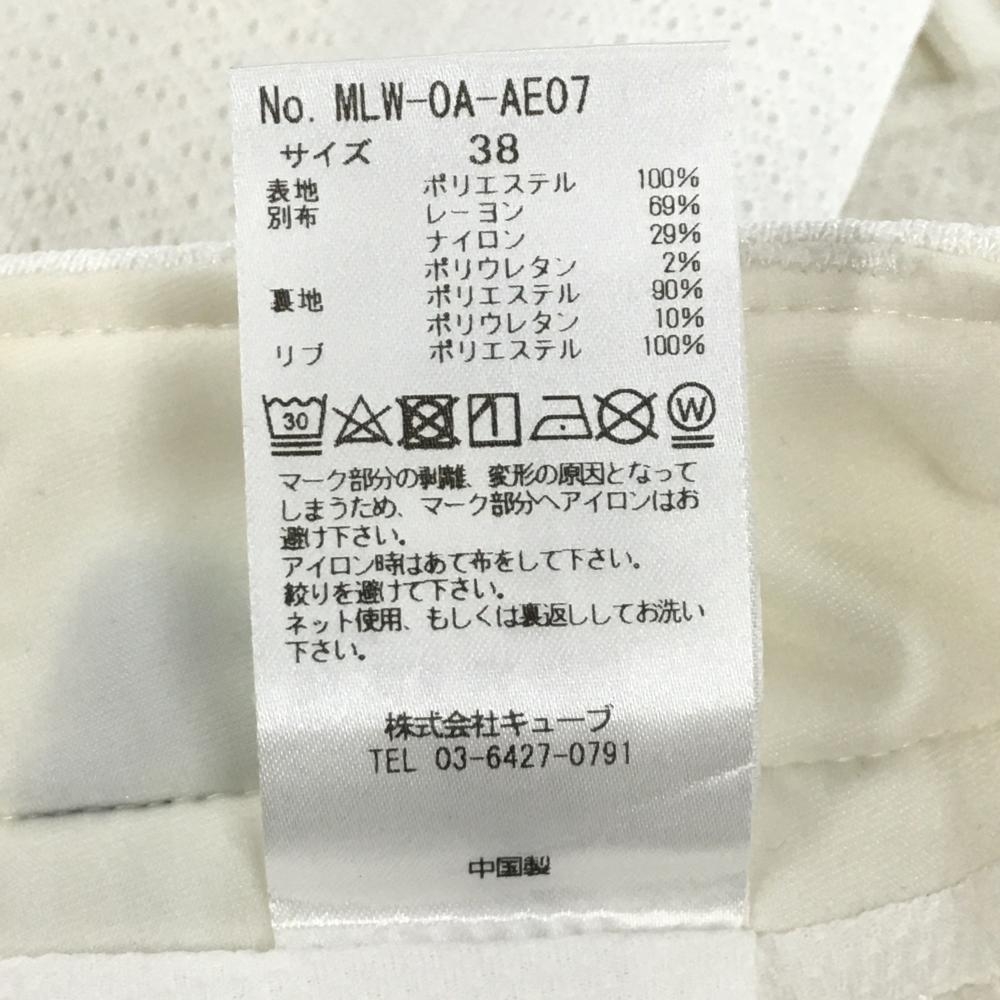 No. MLW-0A-AE07
サイズ 38
表地 ポリエステル 100%
別布 レーヨン 69%
ナイロン 29%
ポリウレタン 2%
裏地 ポリエステル 90%
ポリウレタン 10%
リブ ポリエステル 100%
30 W
マーク部分の剥離、変形の原因となって
しまうため、マーク部分へアイロンはお
避け下さい。
アイロン時はあて布をして下さい。
絞りを避けて下さい。
ネット使用、もしくは裏返ししてお洗い
下さい。
株式会社キューブ
TEL 03-6427-0791
中国製